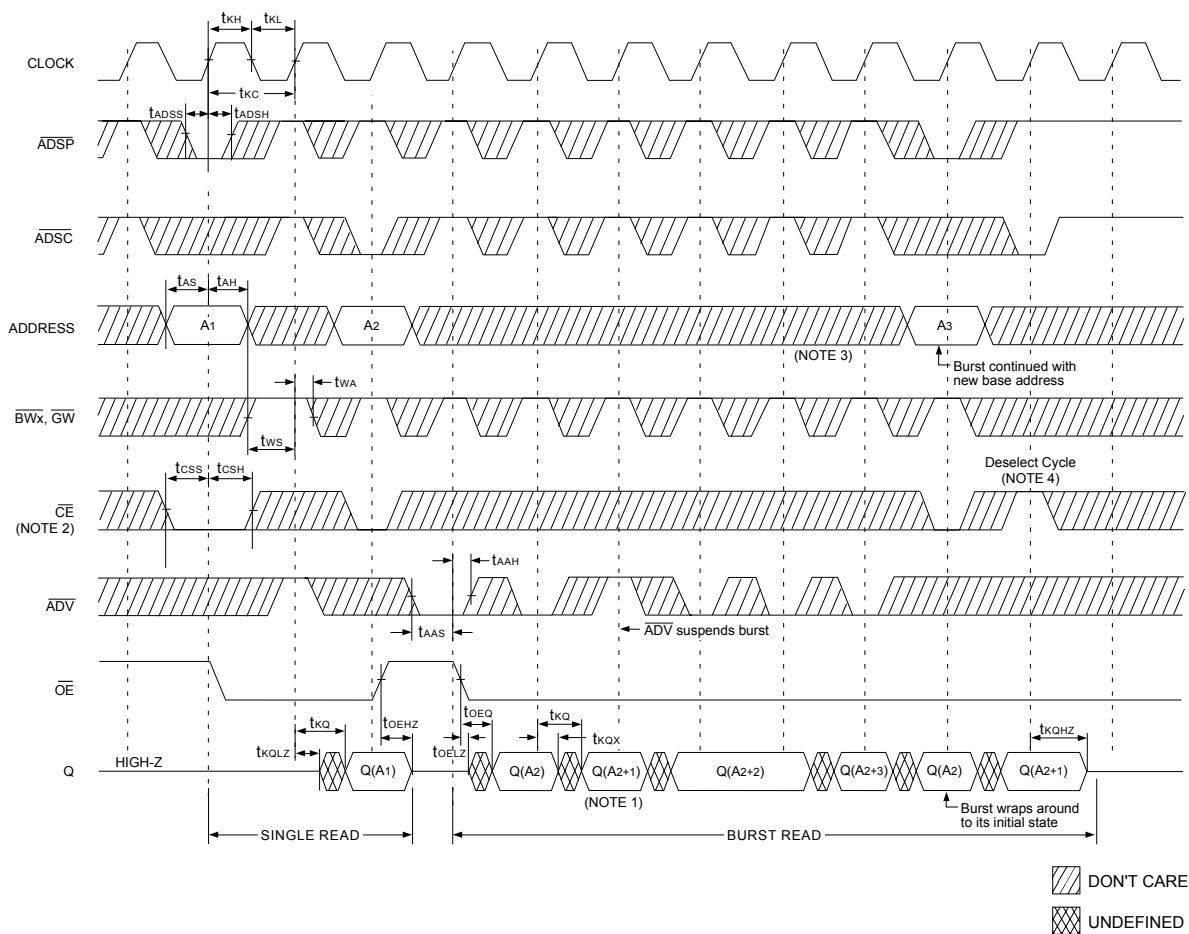 tKH
tKL
CLOCK
tKC
tADSS
tADSH
ADSP
ADSC
tAS
tAH
ADDRESS
A1
A2
A3
(NOTE 3)
Burst continued with
new base address
tWA
BWx, GW
tWS
tCSS
tCSH
Deselect Cycle
(NOTE 4)
CE
(NOTE 2)
tAAH
ADV
tAAS
ADV suspends burst
OE
tKQ
tOEHZ
tOEQ
tKQ
tKQLZ
tOELZ
tKQX
tKQHZ
Q
HIGH-Z
Q(A1)
Q(A2)
Q(A2+1)
Q(A2+2)
Q(A2+3)
Q(A2)
Q(A2+1)
(NOTE 1)
Burst wraps around
to its initial state
SINGLE READ
BURST READ
DON'T CARE
UNDEFINED